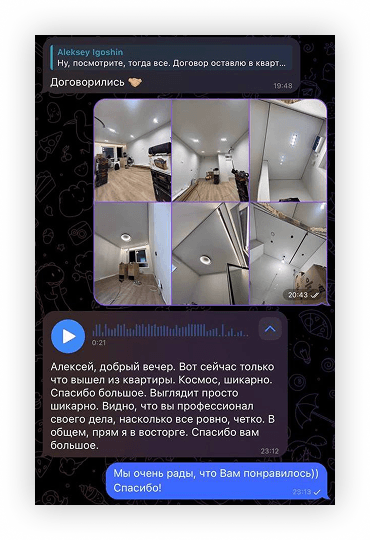 Aleksey Igoshin
Ну, посмотрите, тогда все. Договор оставлю в кварт...
Договорились 🤝🏼
19:48
20:43
0:21
Алексей, добрый вечер. Вот сейчас только
что вышел из квартиры. Космос, шикарно.
Спасибо большое. Выглядит просто
шикарно. Видно, что вы профессионал
своего дела, насколько все ровно, четко. В
общем, прям я в восторге. Спасибо вам
большое.
23:12
Мы очень рады, что Вам понравилось))
Спасибо!
23:13